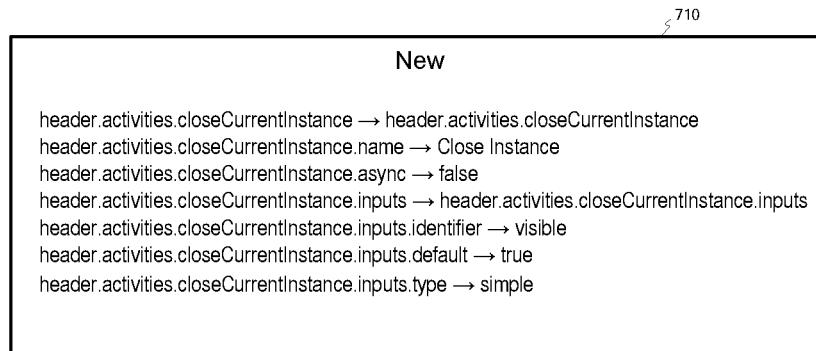 710
New
header.activities.closeCurrentInstance → header.activities.closeCurrentInstance
header.activities.closeCurrentInstance.name → Close Instance
header.activities.closeCurrentInstance.async → false
header.activities.closeCurrentInstance.inputs → header.activities.closeCurrentInstance.inputs
header.activities.closeCurrentInstance.inputs.identifier → visible
header.activities.closeCurrentInstance.inputs.default → true
header.activities.closeCurrentInstance.inputs.type → simple